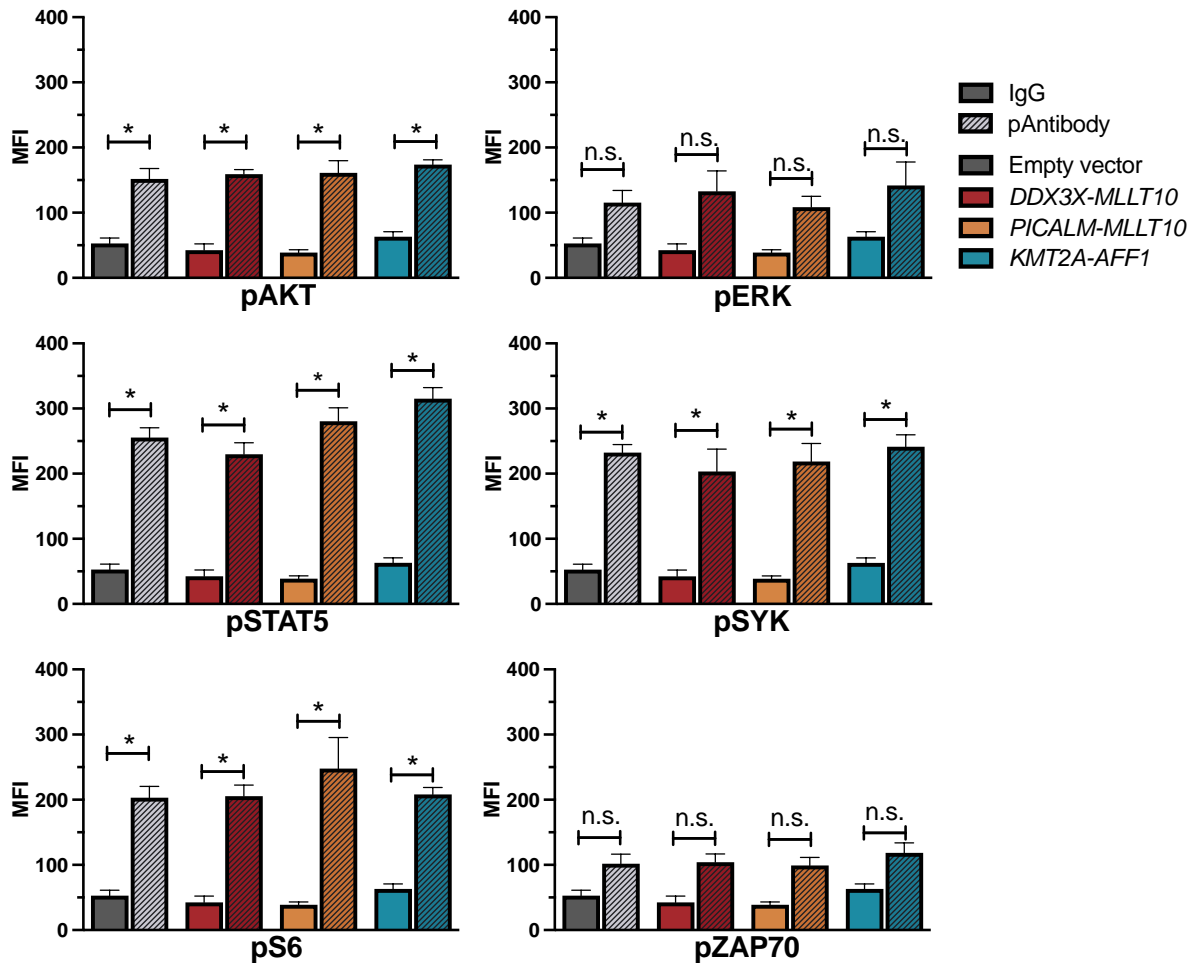 400
300
200
100
0
MFI
* * * *
pAKT
400
300
200
100
0
MFI
n.s. n.s. n.s. n.s.
pERK
IgG
pAntibody
Empty vector
DDX3X-MLLT10
PICALM-MLLT10
KMT2A-AFF1
400
300
200
100
0
MFI
* * * *
pSTAT5
400
300
200
100
0
MFI
* * * *
pSYK
400
300
200
100
0
MFI
* * * *
pS6
400
300
200
100
0
MFI
n.s. n.s. n.s. n.s.
pZAP70